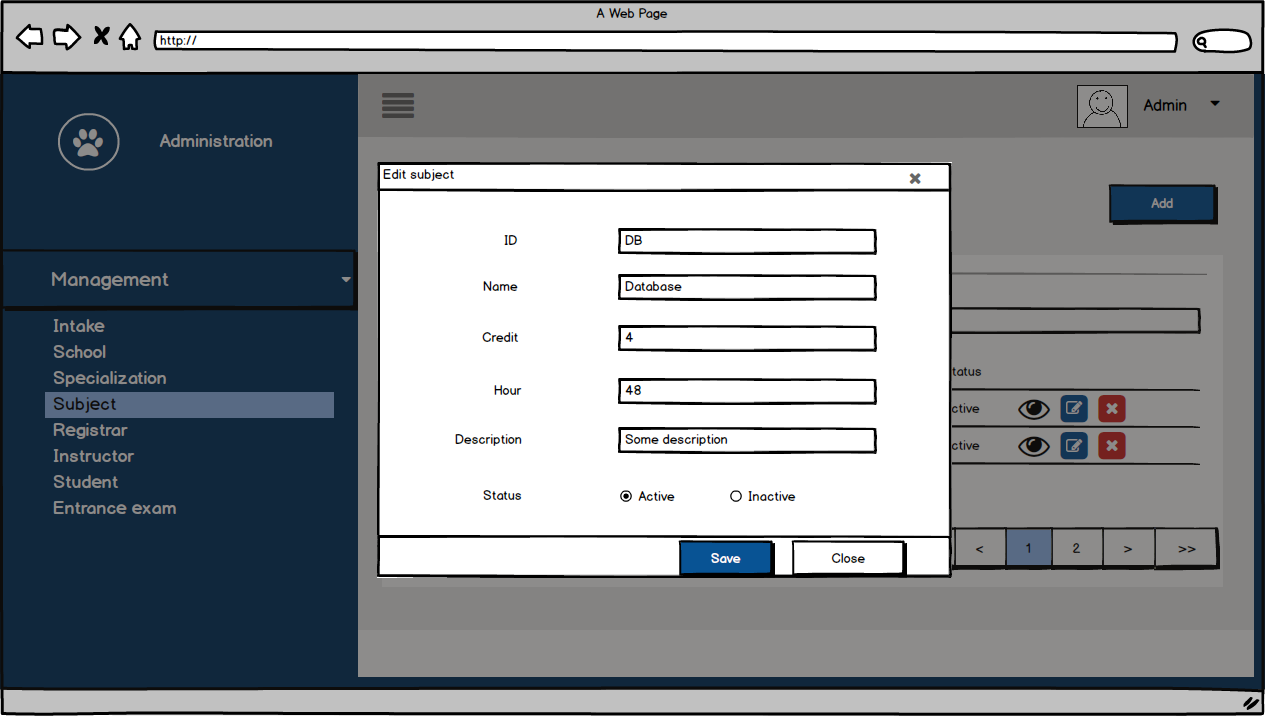 A Web Page
http://
Admin
Administration
Edit subject
Add
ID DB
Management
Name Database
Intake
Credit 4
School
Specialization
Hour 48
Subject
Registrar
Description Some description
Instructor
Student
Status Active Inactive
Entrance exam
tatus
ctive
ctive
Save Close
< 1 2 > >>